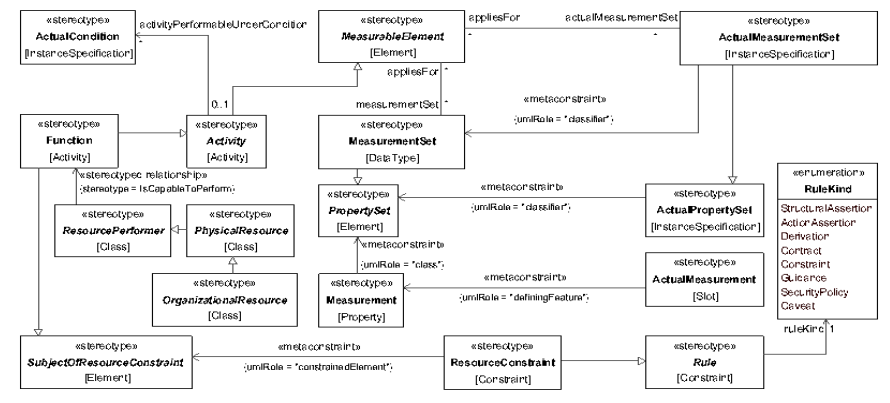 «stereotype»
ActualCondition
[InstanceSpecification]
activityPerformableUncerCondition
*
0..1
«stereotype»
MeasurableElement
[Element]
appliesFor
*
actualMeasurementSet
*
«stereotype»
ActualMeasurementSet
[InstanceSpecification]
appliesFor
*
measurementSet
*
«metaconstraint»
{umlRole = "classifier"}
«stereotype»
Function
[Activity]
«stereotype»
Activity
[Activity]
«stereotype»
MeasurementSet
[DataType]
«stereotypec relationship»
{stereotype = IsCapableToPerform}
«stereotype»
ResourcePerformer
[Class]
«stereotype»
PhysicalResource
[Class]
«stereotype»
PropertySet
[Element]
«metaconstraint»
{umlRole = "classifier"}
«stereotype»
ActualPropertySet
[InstanceSpecification]
«enumeration»
RuleKind
StructuralAssertion
ActionAssertion
Derivation
Contract
Constraint
Guicance
SecurityPolicy
Caveat
«metaconstraint»
{umlRole = "class"}
«stereotype»
OrganizationalResource
[Class]
«stereotype»
Measurement
[Property]
«metaconstraint»
{umlRole = "definingFeature"}
«stereotype»
ActualMeasurement
[Slot]
ruleKinc 1
«stereotype»
SubjectOfResourceConstraint
[Element]
«metaconstraint»
{umlRole = "constrainedElement"}
«stereotype»
ResourceConstraint
[Constraint]
«stereotype»
Rule
[Constraint]